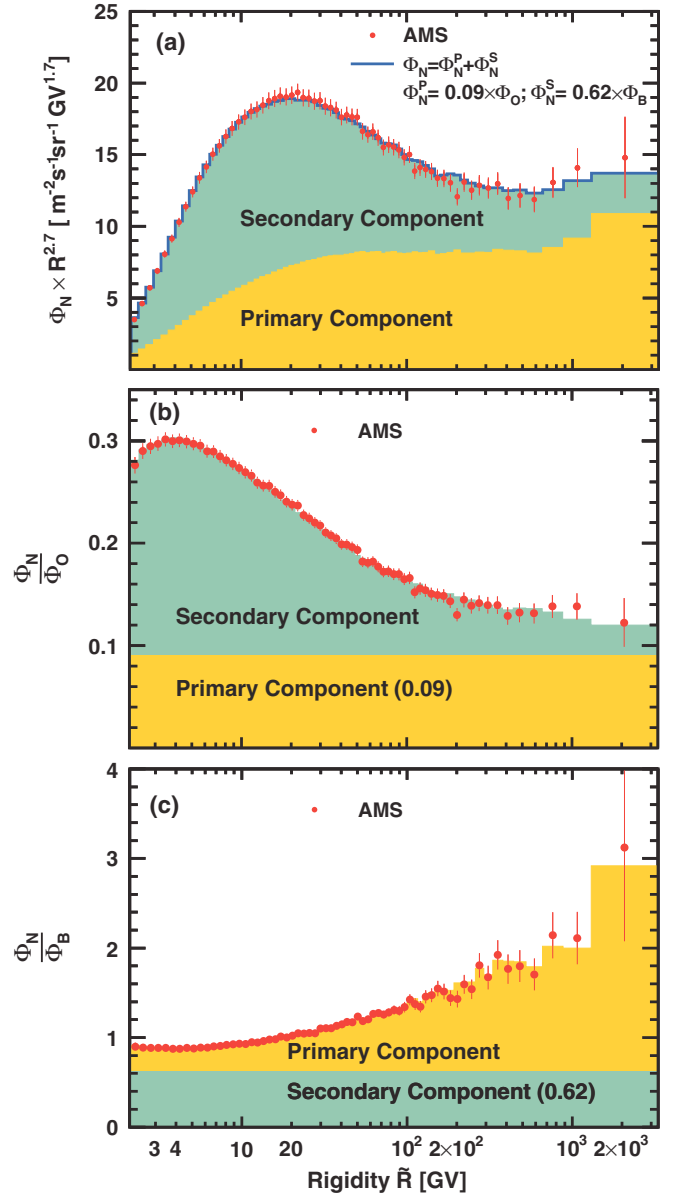 (a)
AMS
Φ_N=Φ_N^P+Φ_N^S
Φ_N^P= 0.09×Φ_O; Φ_N^S= 0.62×Φ_B
25
20
15
10
5
Φ_N × R^2.7 [ m^-2s^-1sr^-1 GV^1.7]
Secondary Component
Primary Component
(b)
AMS
0.3
0.2
0.1
Φ_N
Φ_O
Secondary Component
Primary Component (0.09)
(c)
AMS
4
3
2
1
0
Φ_N
Φ_B
Primary Component
Secondary Component (0.62)
3 4 10 20 10^2 2×10^2 10^3 2×10^3
Rigidity R̃ [GV]